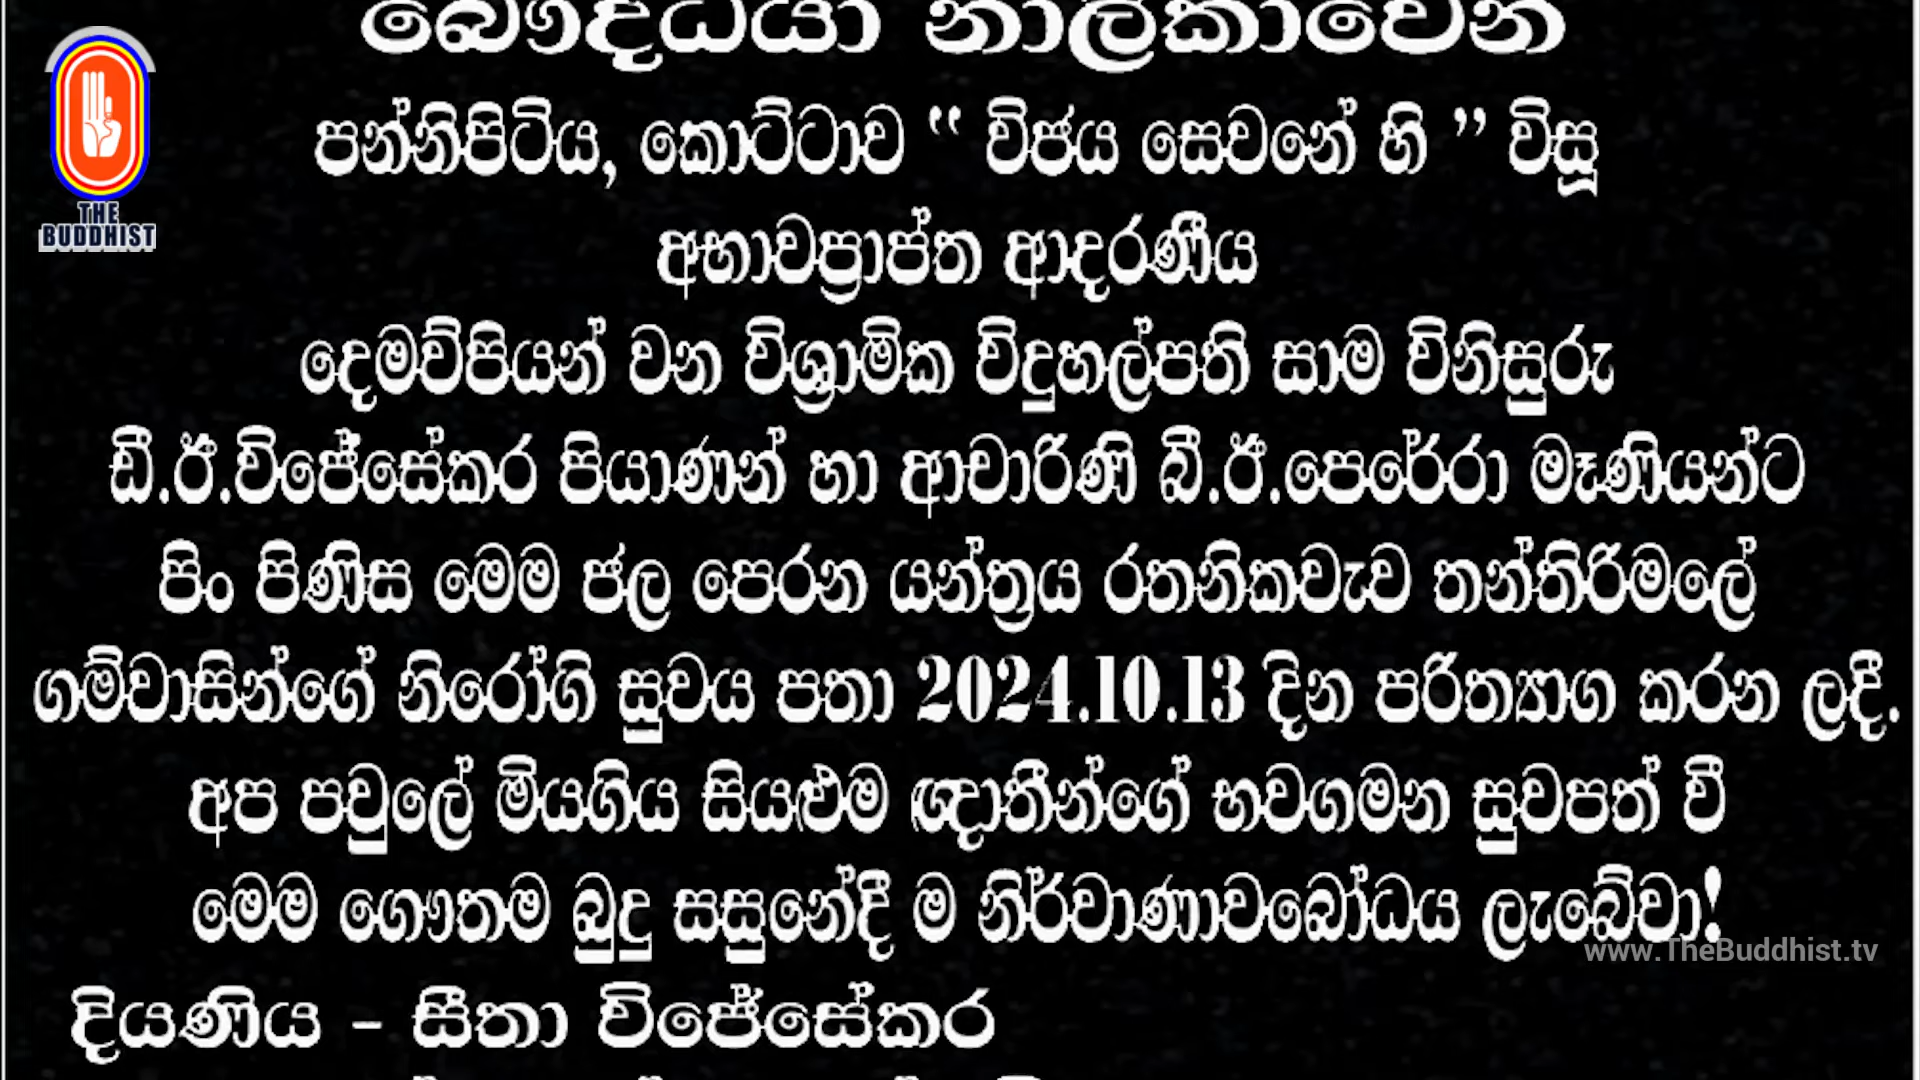 බෞද්ධයා නාලිකාවෙන්
පන්නිපිටිය, කොට්ටාව “ විජය සෙවනේ හි ” විසූ
අභාවප්‍රාප්ත ආදරණීය
දෙමව්පියන් වන විශ්‍රාමික විදුහල්පති සාම විනිසුරු
ඩී.ඊ.විජේසේකර පියාණන් හා ආචාරිණි බී.ඊ.පෙරේරා මෑණියන්ට
පිං පිණිස මෙම ජල පෙරන යන්ත්‍රය රතනිකවැව තන්තිරිමලේ
ගම්වාසින්ගේ නිරෝගි සුවය පතා 2024.10.13 දින පරිත්‍යාග කරන ලදී.
අප පවුලේ මියගිය සියළුම ඥාතීන්ගේ භවගමන සුවපත් වී
මෙම ගෞතම බුදු සසුනේදී ම නිර්වාණාවබෝධය ලැබේවා!
දියණිය - සීතා විජේසේකර
THE
BUDDHIST
www.TheBuddhist.tv